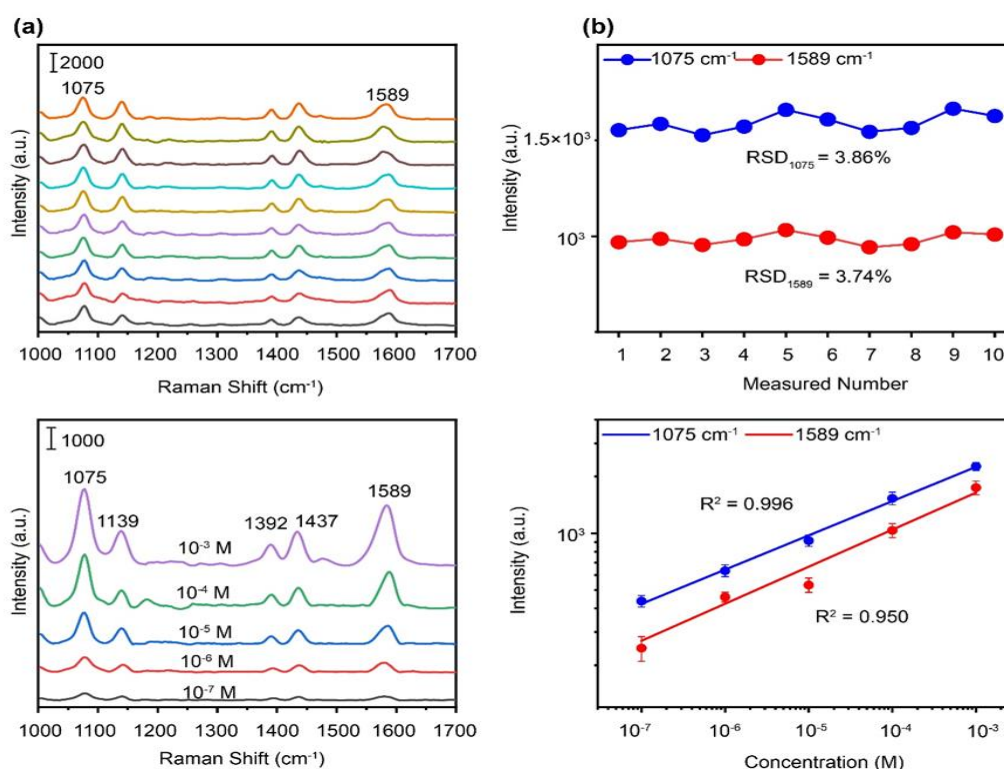 (a)
2000
1075
1589
Intensity (a.u.)
1000 1100 1200 1300 1400 1500 1600 1700
Raman Shift (cm⁻¹)
(b)
1075 cm⁻¹ 1589 cm⁻¹
1.5×10³
RSD₁₀₇₅ = 3.86%
10³
RSD₁₅₈₉ = 3.74%
Intensity (a.u.)
1 2 3 4 5 6 7 8 9 10
Measured Number
1000
1075
1139
1392 1437
1589
10⁻³ M
10⁻⁴ M
10⁻⁵ M
10⁻⁶ M
10⁻⁷ M
Intensity (a.u.)
1000 1100 1200 1300 1400 1500 1600 1700
Raman Shift (cm⁻¹)
1075 cm⁻¹ 1589 cm⁻¹
R² = 0.996
10³
R² = 0.950
Intensity (a.u.)
10⁻⁷ 10⁻⁶ 10⁻⁵ 10⁻⁴ 10⁻³
Concentration (M)